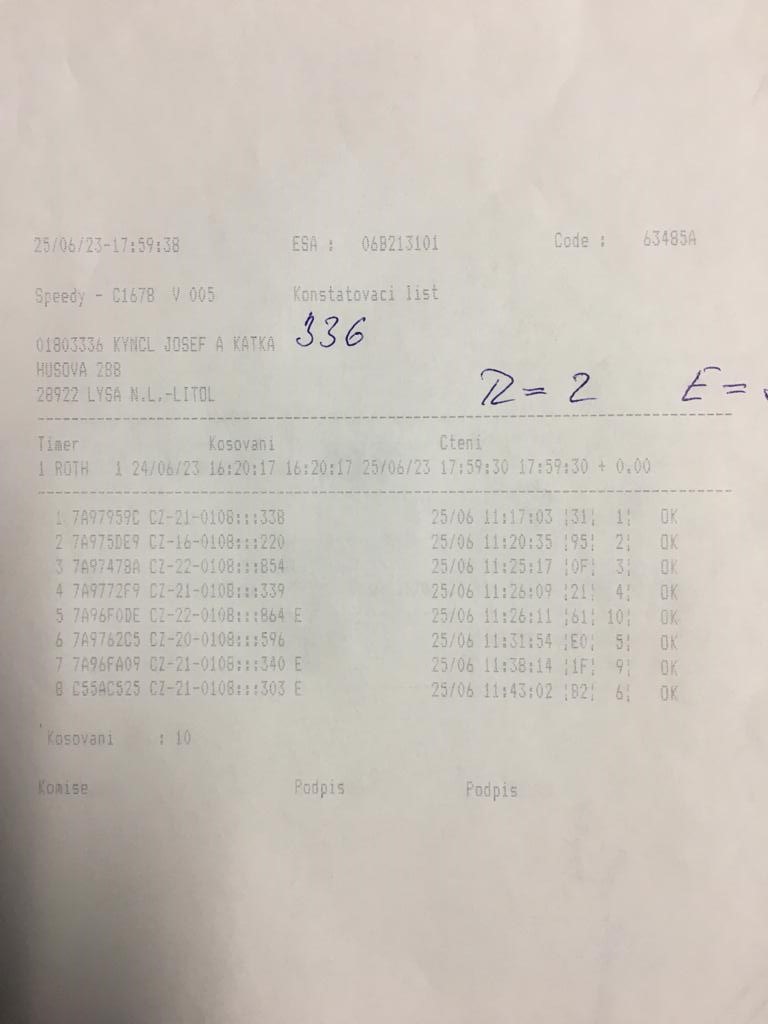 25/06/23-17:59:38 ESA : 06B213101 Code : 63485A
Speedy - C1678 V 005 Konstatovaci list
01803336 KYNCL JOSEF A KATKA 336
HUSOVA 288
28922 LYSA N.L.-LITOL R=2 E=
Timer Kosovani Cteni
1 ROTH 1 24/06/23 16:20:17 16:20:17 25/06/23 17:59:30 17:59:30 + 0.00
1 7A97959C CZ-21-0108:::338 25/06 11:17:03 ¦31¦ 1¦ OK
2 7A975DE9 CZ-16-0108:::220 25/06 11:20:35 ¦95¦ 2¦ OK
3 7A97478A CZ-22-0108:::854 25/06 11:25:17 ¦0F¦ 3¦ OK
4 7A9772F9 CZ-21-0108:::339 25/06 11:26:09 ¦21¦ 4¦ OK
5 7A96F0DE CZ-22-0108:::864 E 25/06 11:26:11 ¦61¦ 10¦ OK
6 7A9762C5 CZ-20-0108:::596 25/06 11:31:54 ¦E0¦ 5¦ OK
7 7A96FA09 CZ-21-0108:::340 E 25/06 11:38:14 ¦1F¦ 9¦ OK
8 C55AC525 CZ-21-0108:::303 E 25/06 11:43:02 ¦B2¦ 6¦ OK
Kosovani : 10
Komise Podpis Podpis